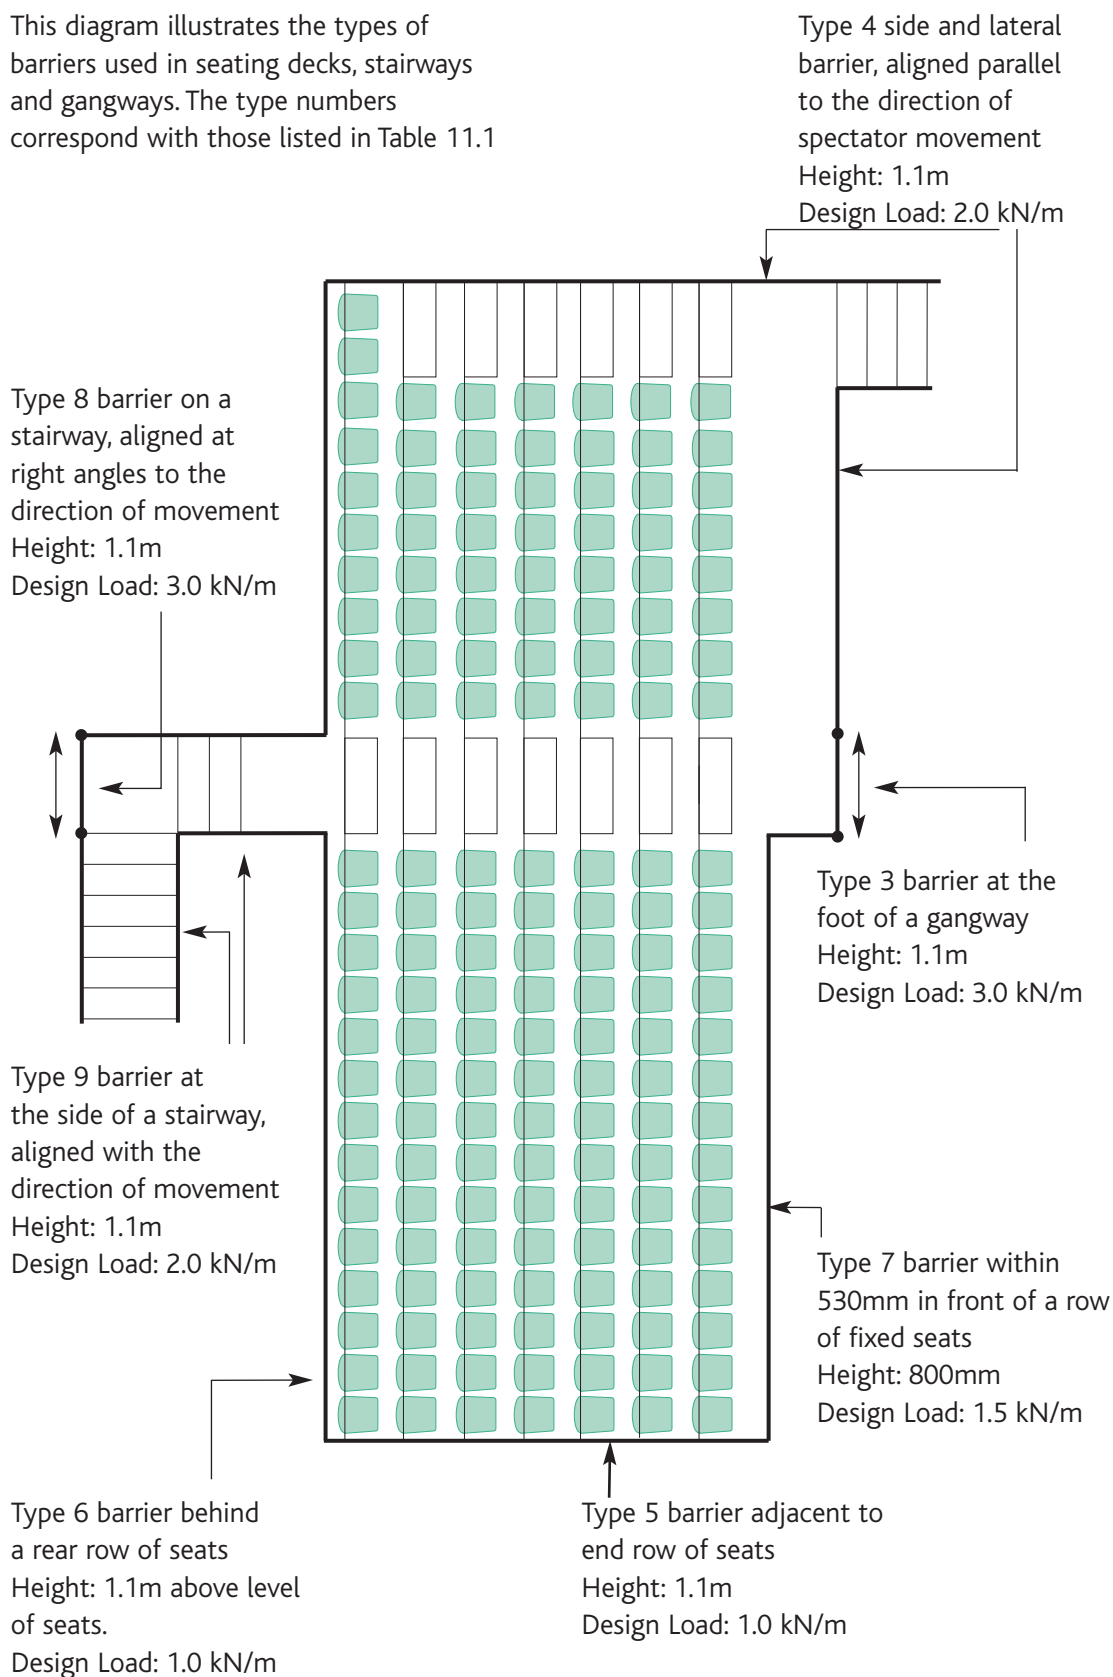 This diagram illustrates the types of
barriers used in seating decks, stairways
and gangways. The type numbers
correspond with those listed in Table 11.1
Type 4 side and lateral
barrier, aligned parallel
to the direction of
spectator movement
Height: 1.1m
Design Load: 2.0 kN/m
Type 8 barrier on a
stairway, aligned at
right angles to the
direction of movement
Height: 1.1m
Design Load: 3.0 kN/m
Type 3 barrier at the
foot of a gangway
Height: 1.1m
Design Load: 3.0 kN/m
Type 9 barrier at
the side of a stairway,
aligned with the
direction of movement
Height: 1.1m
Design Load: 2.0 kN/m
Type 7 barrier within
530mm in front of a row
of fixed seats
Height: 800mm
Design Load: 1.5 kN/m
Type 6 barrier behind
a rear row of seats
Height: 1.1m above level
of seats.
Design Load: 1.0 kN/m
Type 5 barrier adjacent to
end row of seats
Height: 1.1m
Design Load: 1.0 kN/m